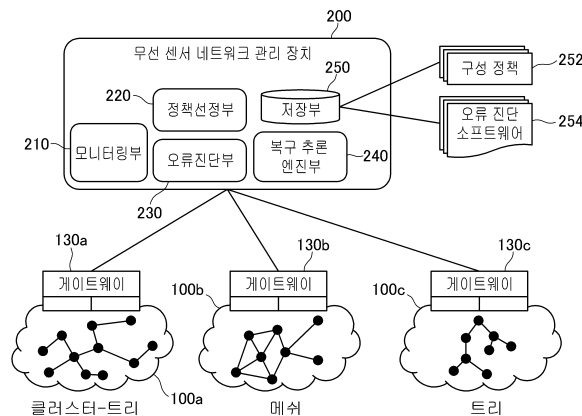 200
무선 센서 네트워크 관리 장치
250
252
구성 정책
220
정책선정부
저장부
254
오류 진단
소프트웨어
210
모니터링부
오류진단부
복구 추론
엔진부
240
230
130a
130b
130c
게이트웨이
게이트웨이
게이트웨이
100b
100c
100a
클러스터-트리
메쉬
트리